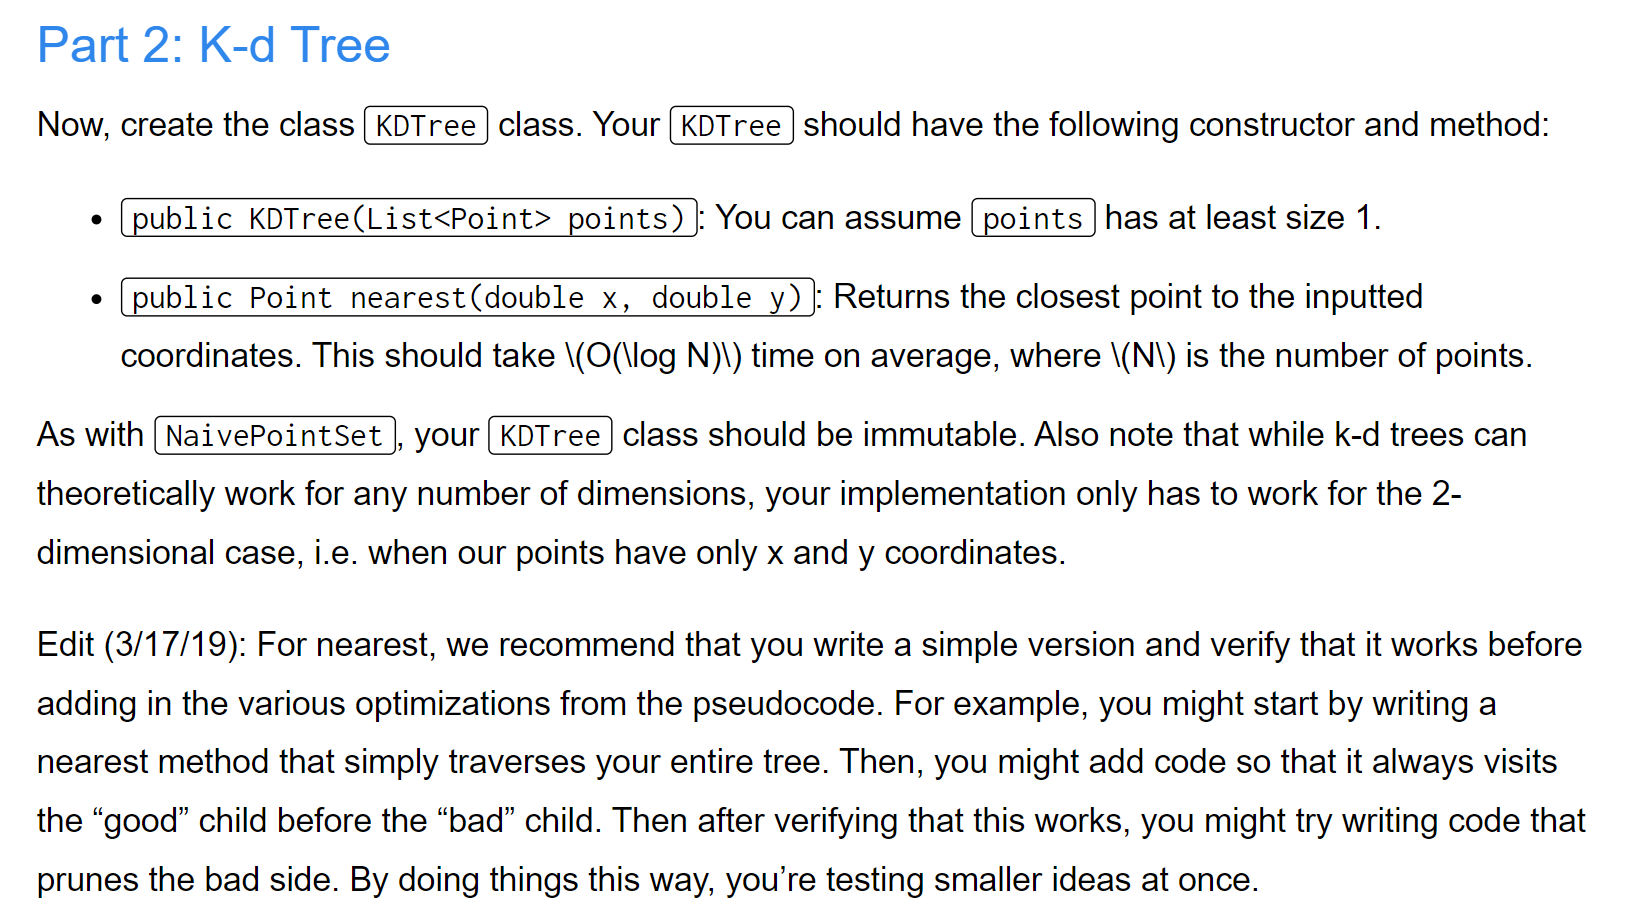 Part 2: K-d Tree
Now, create the class KDTree class. Your KDTree should have the following constructor and method:
• public KDTree(List<Point> points): You can assume points has at least size 1.
• public Point nearest(double x, double y): Returns the closest point to the inputted
coordinates. This should take \(O(\log N)\) time on average, where \(N\) is the number of points.
As with NaivePointSet, your KDTree class should be immutable. Also note that while k-d trees can
theoretically work for any number of dimensions, your implementation only has to work for the 2-
dimensional case, i.e. when our points have only x and y coordinates.
Edit (3/17/19): For nearest, we recommend that you write a simple version and verify that it works before
adding in the various optimizations from the pseudocode. For example, you might start by writing a
nearest method that simply traverses your entire tree. Then, you might add code so that it always visits
the “good” child before the “bad” child. Then after verifying that this works, you might try writing code that
prunes the bad side. By doing things this way, you’re testing smaller ideas at once.